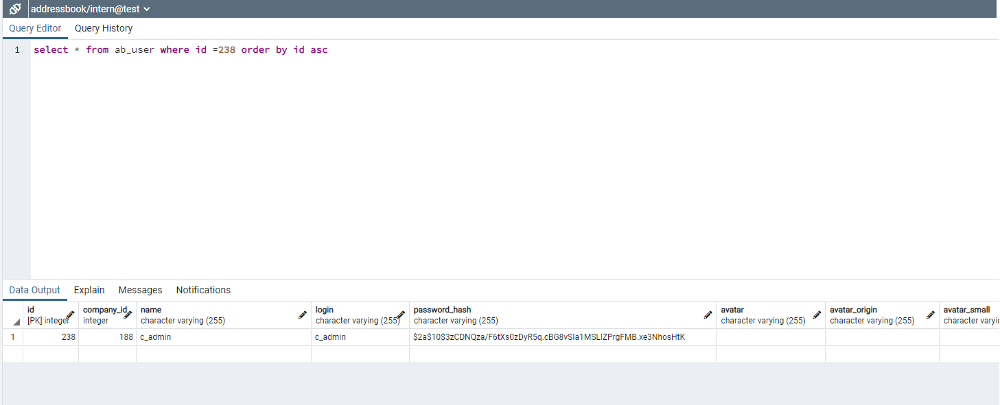 addressbook/intern@test
Query Editor Query History
1 select * from ab_user where id =238 order by id asc
Data Output Explain Messages Notifications
id company_id name login password_hash avatar avatar_origin avatar_small
[PK] integer integer character varying (255) character varying (255) character varying (255) character varying (255) character varying (255) character varyin
1 238 188 c_admin c_admin $2a$10$3zCDNQza/F6tXs0zDyR5q.cBG8vSIa1MSLIZPrgFMB.xe3NhosHtK